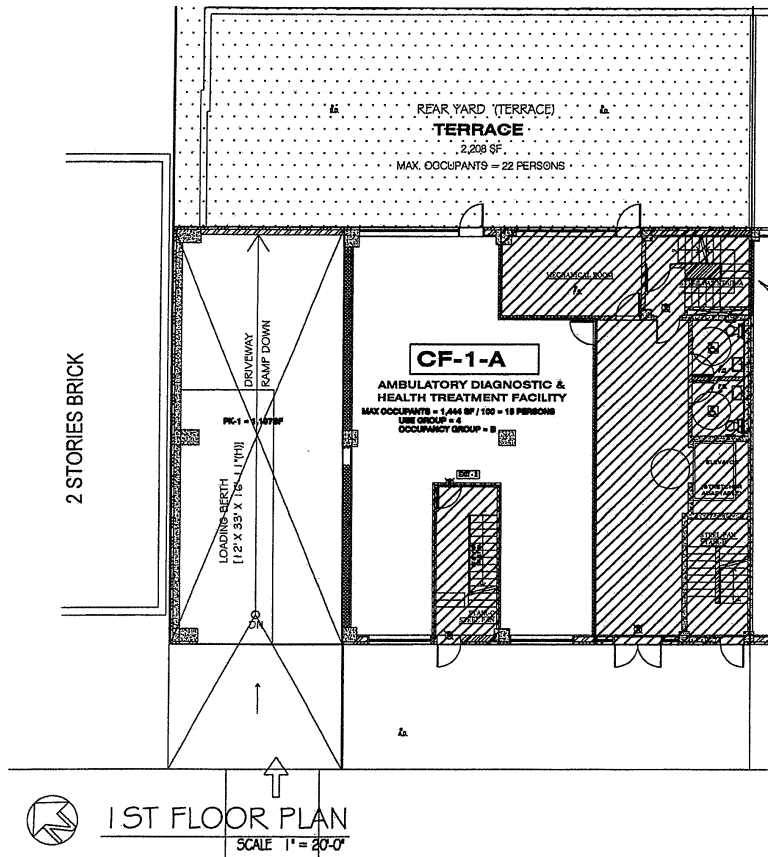 REAR YARD (TERRACE)
TERRACE
2,208 SF
MAX. OCCUPANTS = 22 PERSONS
MECHANICAL ROOM
2 STORIES BRICK
DRIVEWAY
RAMP DOWN
CF-1-A
AMBULATORY DIAGNOSTIC &
HEALTH TREATMENT FACILITY
MAX OCCUPANTS = 1,444 SF / 100 = 15 PERSONS
USE GROUP = 4
OCCUPANCY GROUP = B
LOADING BERTH
ELEVATOR
DN
1ST FLOOR PLAN
SCALE 1" = 20'-0"